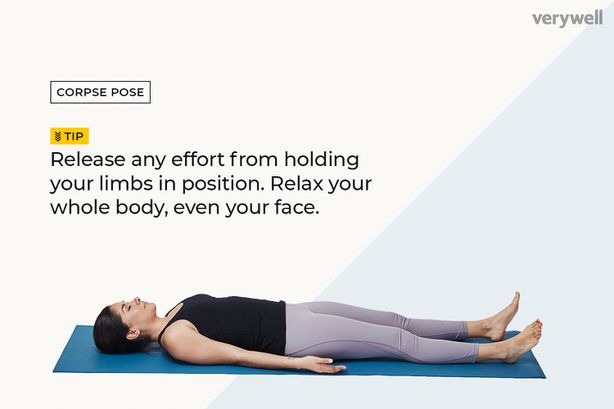 verywell
CORPSE POSE
TIP
Release any effort from holding
your limbs in position. Relax your
whole body, even your face.